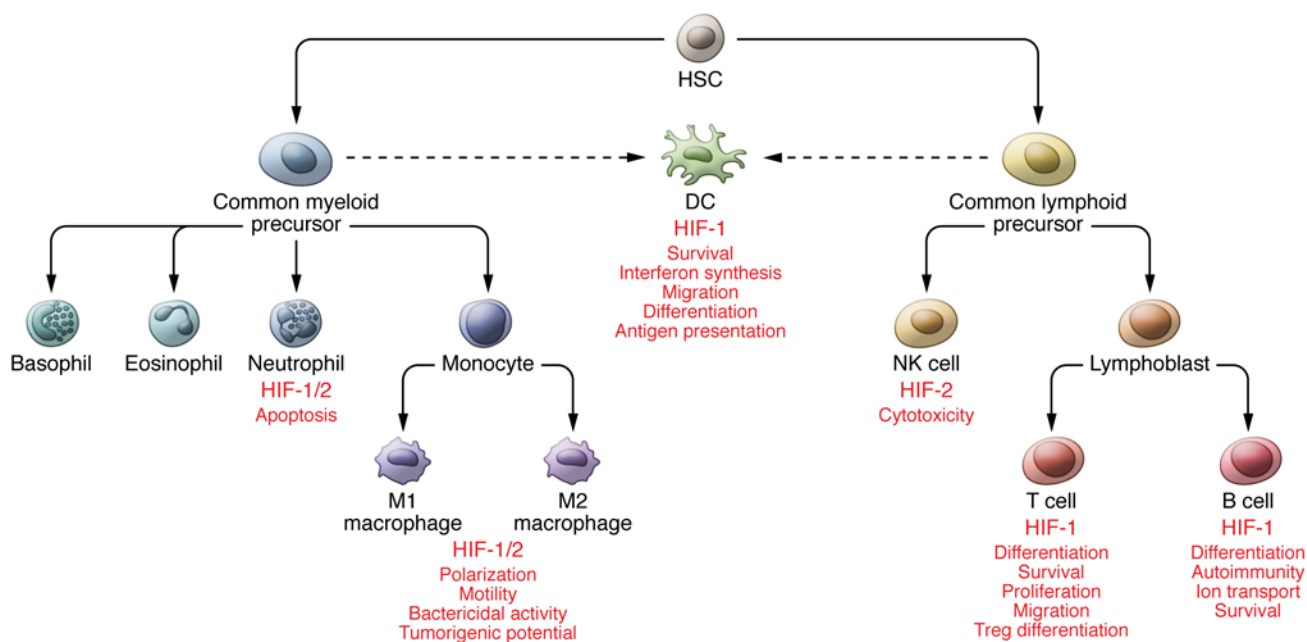 HSC
Common myeloid
precursor
DC
HIF-1
Survival
Interferon synthesis
Migration
Differentiation
Antigen presentation
Common lymphoid
precursor
Basophil
Eosinophil
Neutrophil
HIF-1/2
Apoptosis
Monocyte
NK cell
HIF-2
Cytotoxicity
Lymphoblast
M1
macrophage
M2
macrophage
HIF-1/2
Polarization
Motility
Bactericidal activity
Tumorigenic potential
T cell
HIF-1
Differentiation
Survival
Proliferation
Migration
Treg differentiation
B cell
HIF-1
Differentiation
Autoimmunity
Ion transport
Survival